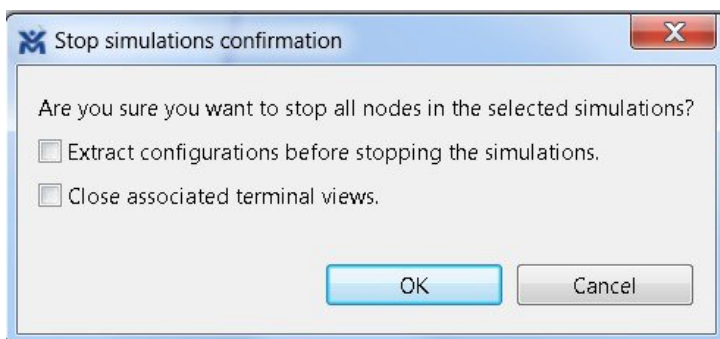 Stop simulations confirmation
Are you sure you want to stop all nodes in the selected simulations?
Extract configurations before stopping the simulations.
Close associated terminal views.
OK
Cancel